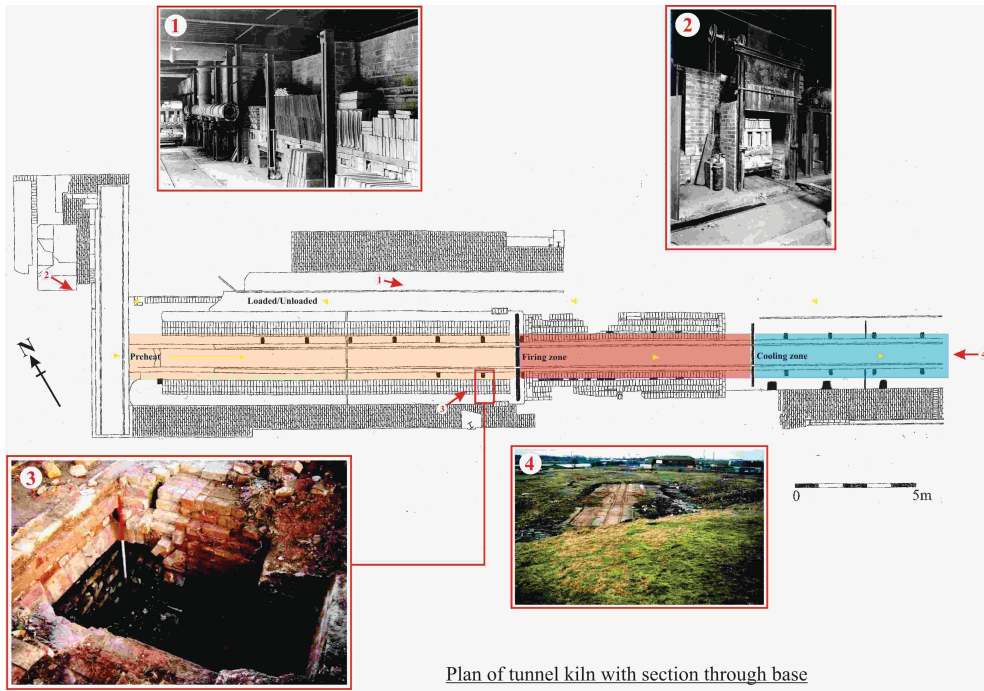 1
2
2
1
Loaded/Unloaded
N
Preheat
Firing zone
Cooling zone
4
3
3
4
0 5m
Plan of tunnel kiln with section through base